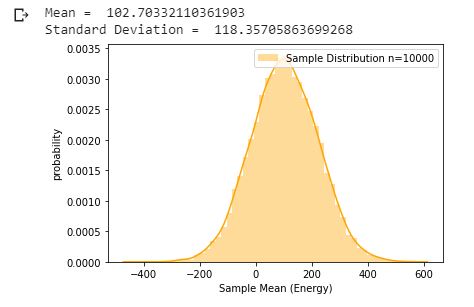 Mean =  102.70332110361903
Standard Deviation =  118.35705863699268
0.0035
Sample Distribution n=10000
0.0030
0.0025
0.0020
0.0015
0.0010
0.0005
0.0000
probability
−400 −200 0 200 400 600
Sample Mean (Energy)